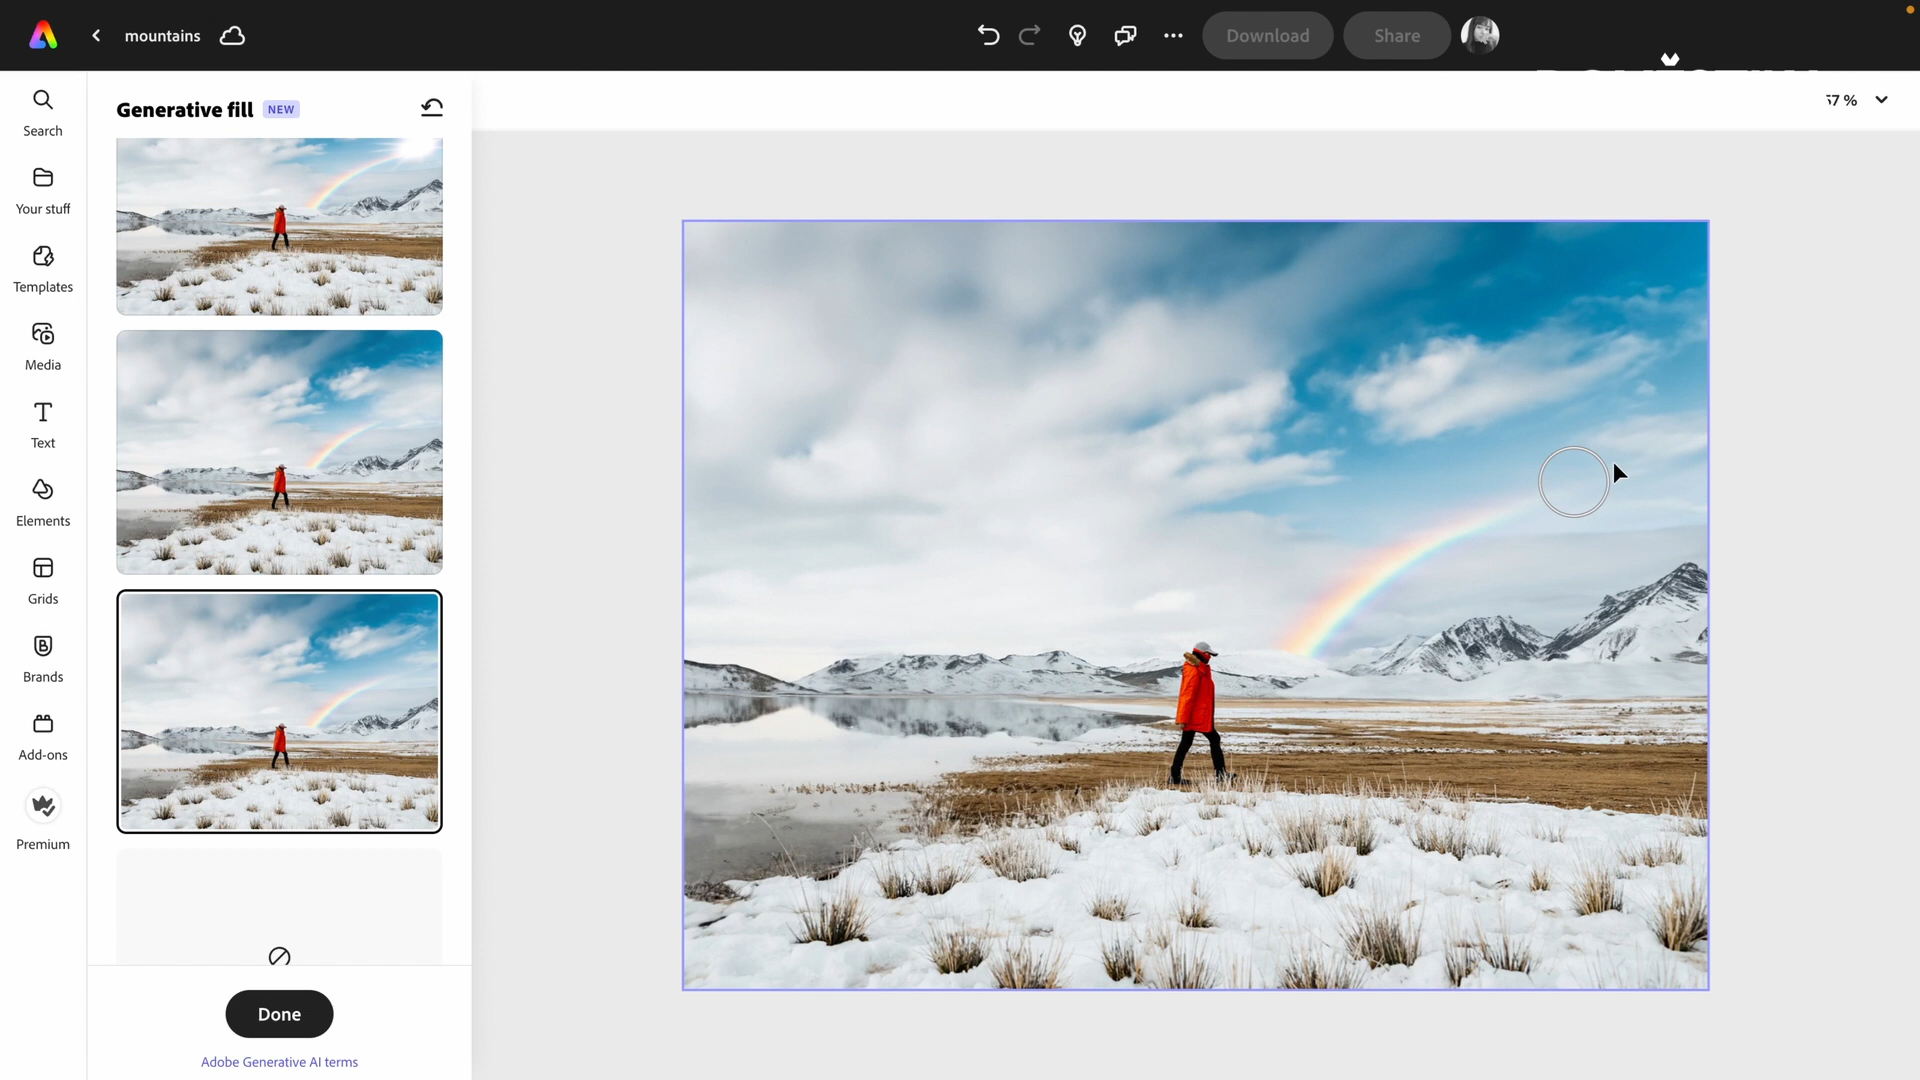 mountains
Download
Share
Search
Your stuff
Templates
Media
Text
Elements
Grids
Brands
Add-ons
Premium
Generative fill NEW
Done
Adobe Generative AI terms
7 %